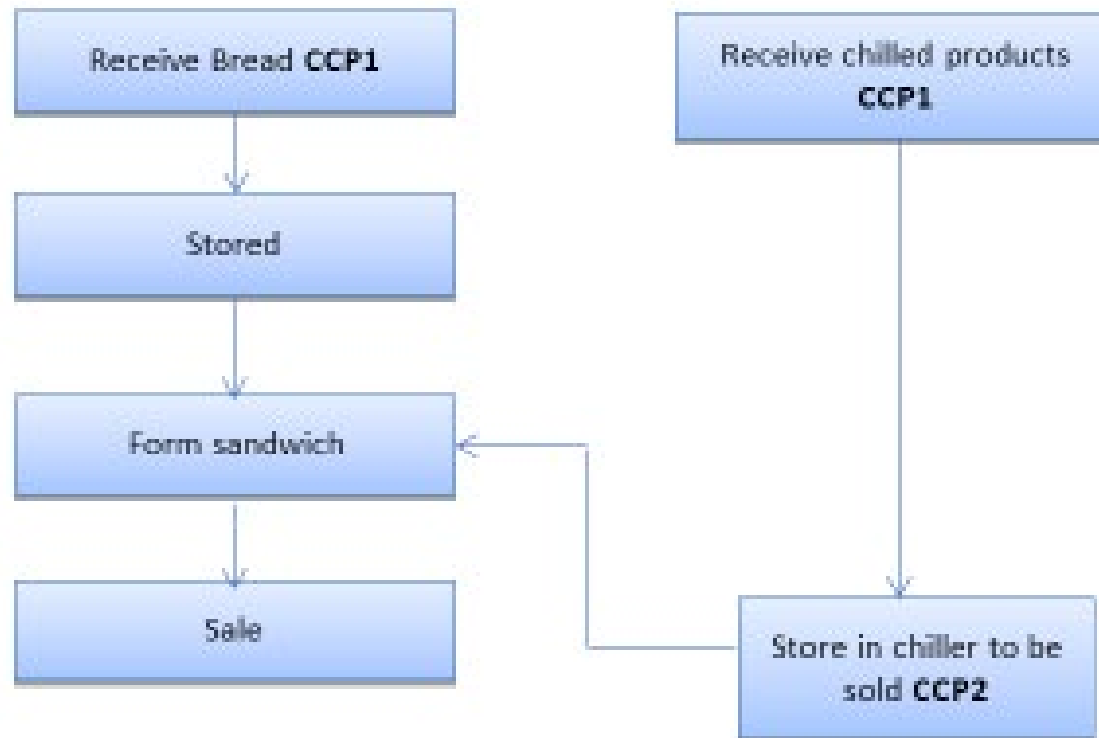 Receive Bread CCP1
Stored
Form sandwich
Sale
Receive chilled products
CCP1
Store in chiller to be
sold CCP2